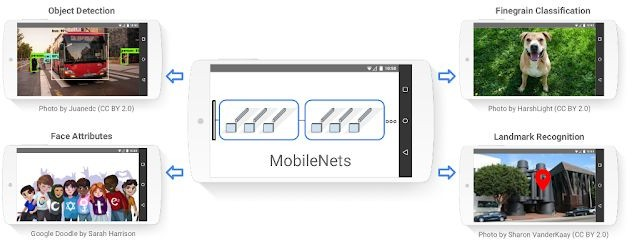 Object Detection
Photo by Juanedc (CC BY 2.0)
Finegrain Classification
Photo by HarshLight (CC BY 2.0)
MobileNets
Face Attributes
Google Doodle by Sarah Harrison
Landmark Recognition
Photo by Sharon VanderKaay (CC BY 2.0)